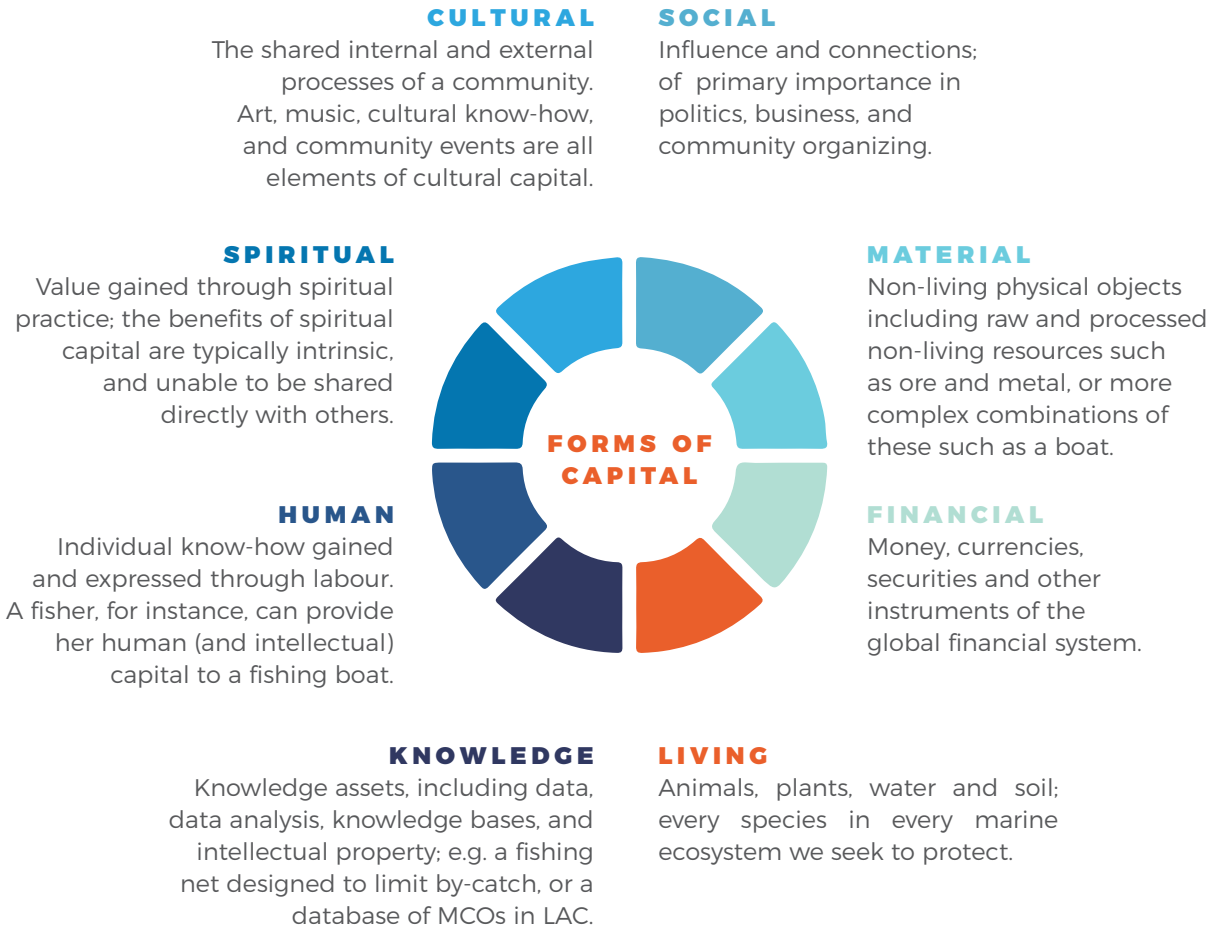 CULTURAL
The shared internal and external
processes of a community.
Art, music, cultural know-how,
and community events are all
elements of cultural capital.
SOCIAL
Influence and connections;
of primary importance in
politics, business, and
community organizing.
SPIRITUAL
Value gained through spiritual
practice; the benefits of spiritual
capital are typically intrinsic,
and unable to be shared
directly with others.
MATERIAL
Non-living physical objects
including raw and processed
non-living resources such
as ore and metal, or more
complex combinations of
these such as a boat.
FORMS OF
CAPITAL
HUMAN
Individual know-how gained
and expressed through labour.
A fisher, for instance, can provide
her human (and intellectual)
capital to a fishing boat.
FINANCIAL
Money, currencies,
securities and other
instruments of the
global financial system.
KNOWLEDGE
Knowledge assets, including data,
data analysis, knowledge bases, and
intellectual property; e.g. a fishing
net designed to limit by-catch, or a
database of MCOs in LAC.
LIVING
Animals, plants, water and soil;
every species in every marine
ecosystem we seek to protect.